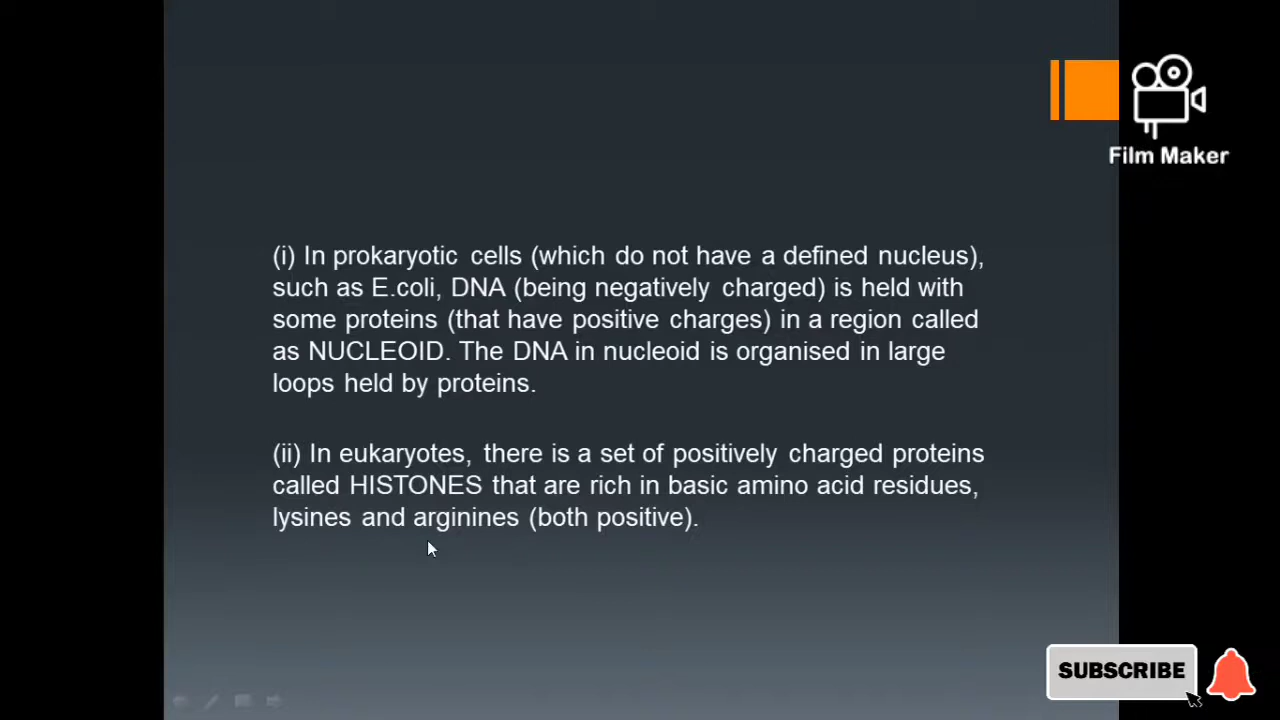 Film Maker
(i) In prokaryotic cells (which do not have a defined nucleus),
such as E.coli, DNA (being negatively charged) is held with
some proteins (that have positive charges) in a region called
as NUCLEOID. The DNA in nucleoid is organised in large
loops held by proteins.
(ii) In eukaryotes, there is a set of positively charged proteins
called HISTONES that are rich in basic amino acid residues,
lysines and arginines (both positive).
SUBSCRIBE